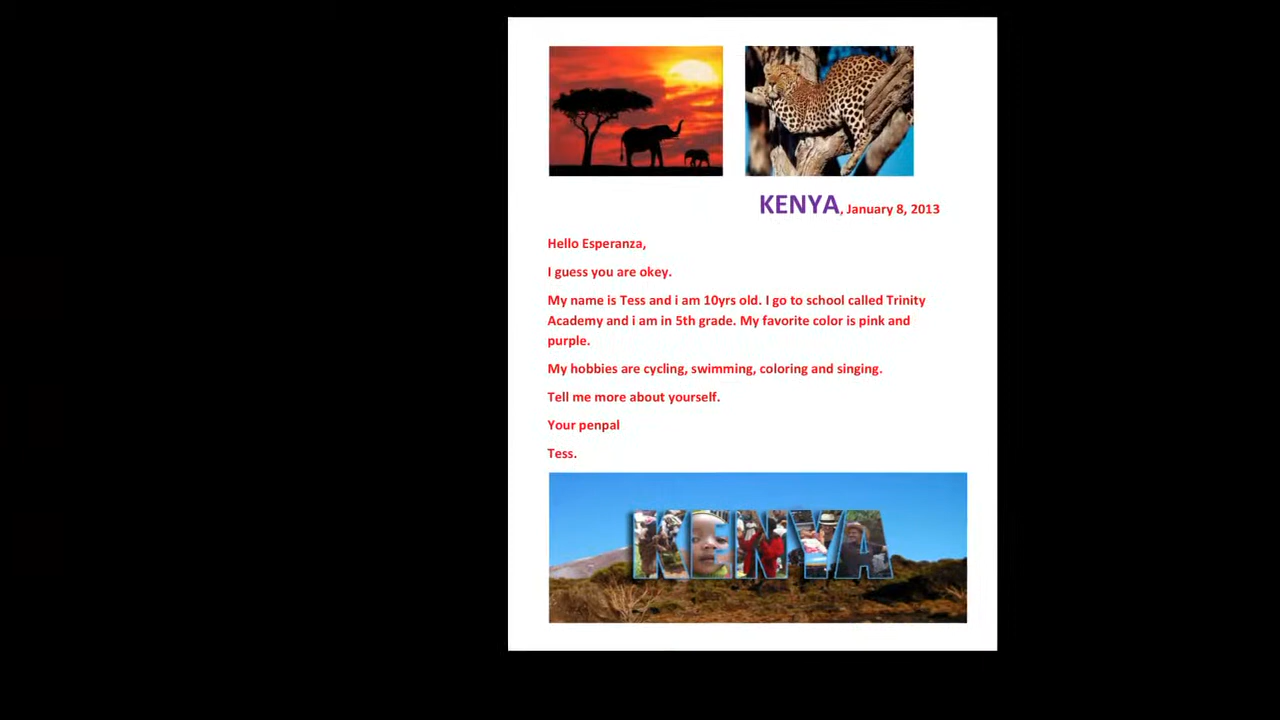 KENYA, January 8, 2013
Hello Esperanza,
I guess you are okey.
My name is Tess and i am 10yrs old. I go to school called Trinity
Academy and i am in 5th grade. My favorite color is pink and
purple.
My hobbies are cycling, swimming, coloring and singing.
Tell me more about yourself.
Your penpal
Tess.
KENYA